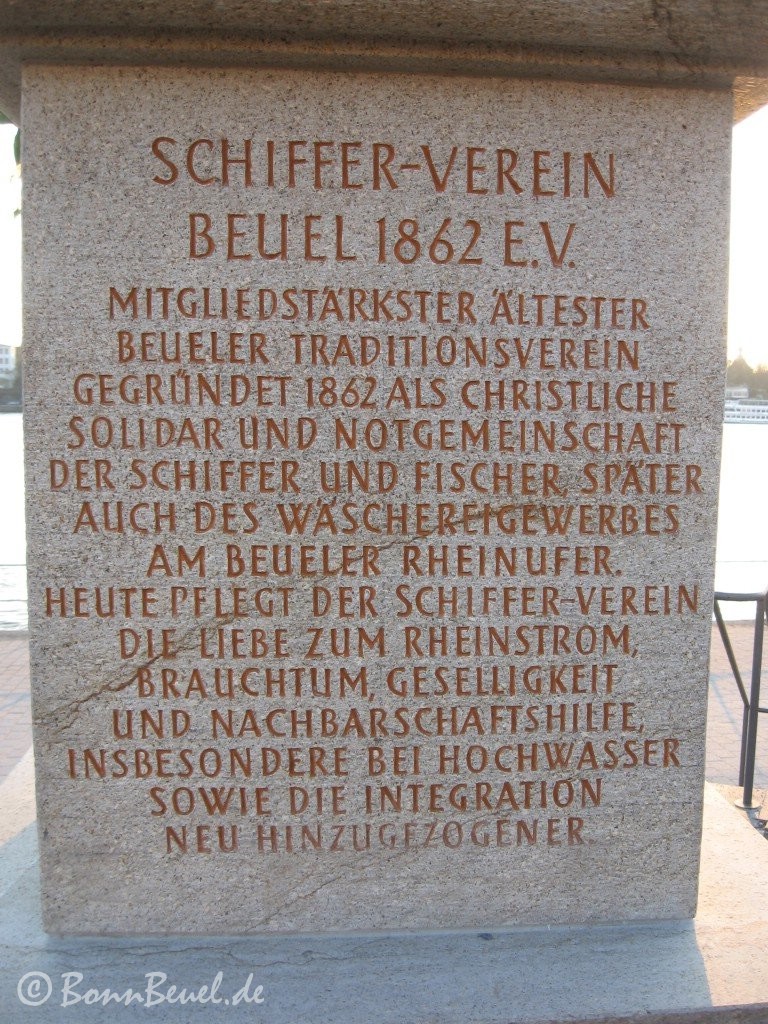 SCHIFFER-VEREIN
BEUEL 1862 E.V.
MITGLIEDSTÄRKSTER ÄLTESTER
BEUELER TRADITIONSVEREIN
GEGRÜNDET 1862 ALS CHRISTLICHE
SOLIDAR UND NOTGEMEINSCHAFT
DER SCHIFFER UND FISCHER, SPÄTER
AUCH DES WÄSCHEREIGEWERBES
AM BEUELER RHEINUFER.
HEUTE PFLEGT DER SCHIFFER-VEREIN
DIE LIEBE ZUM RHEINSTROM,
BRAUCHTUM, GESELLIGKEIT
UND NACHBARSCHAFTSHILFE,
INSBESONDERE BEI HOCHWASSER
SOWIE DIE INTEGRATION
NEU HINZUGEZOGENER.
© BonnBeuel.de